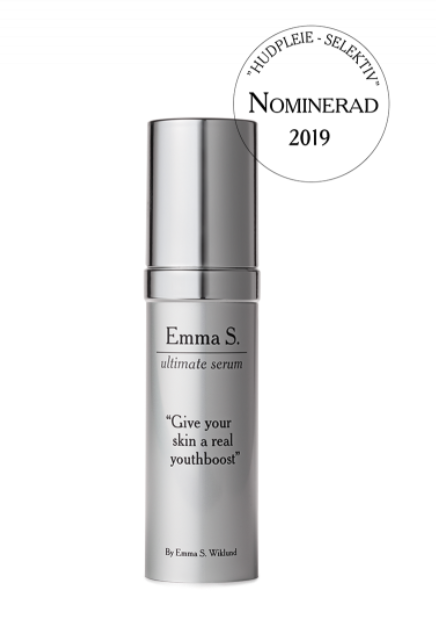 "HUDPLEIE - SELEKTIV"
NOMINERAD
2019
Emma S.
ultimate serum
"Give your
skin a real
youthboost"
By Emma S. Wiklund